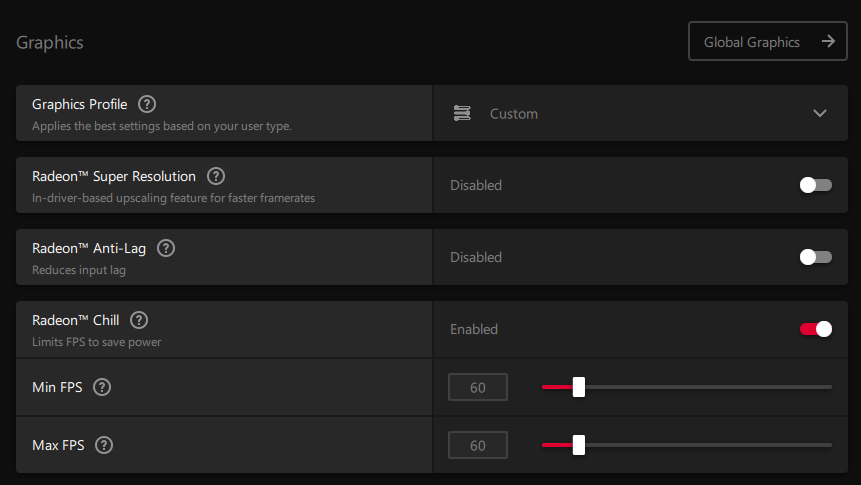 Graphics
Global Graphics
Graphics Profile
Applies the best settings based on your user type.
Custom
Radeon™ Super Resolution
In-driver-based upscaling feature for faster framerates
Disabled
Radeon™ Anti-Lag
Reduces input lag
Disabled
Radeon™ Chill
Limits FPS to save power
Enabled
Min FPS
60
Max FPS
60